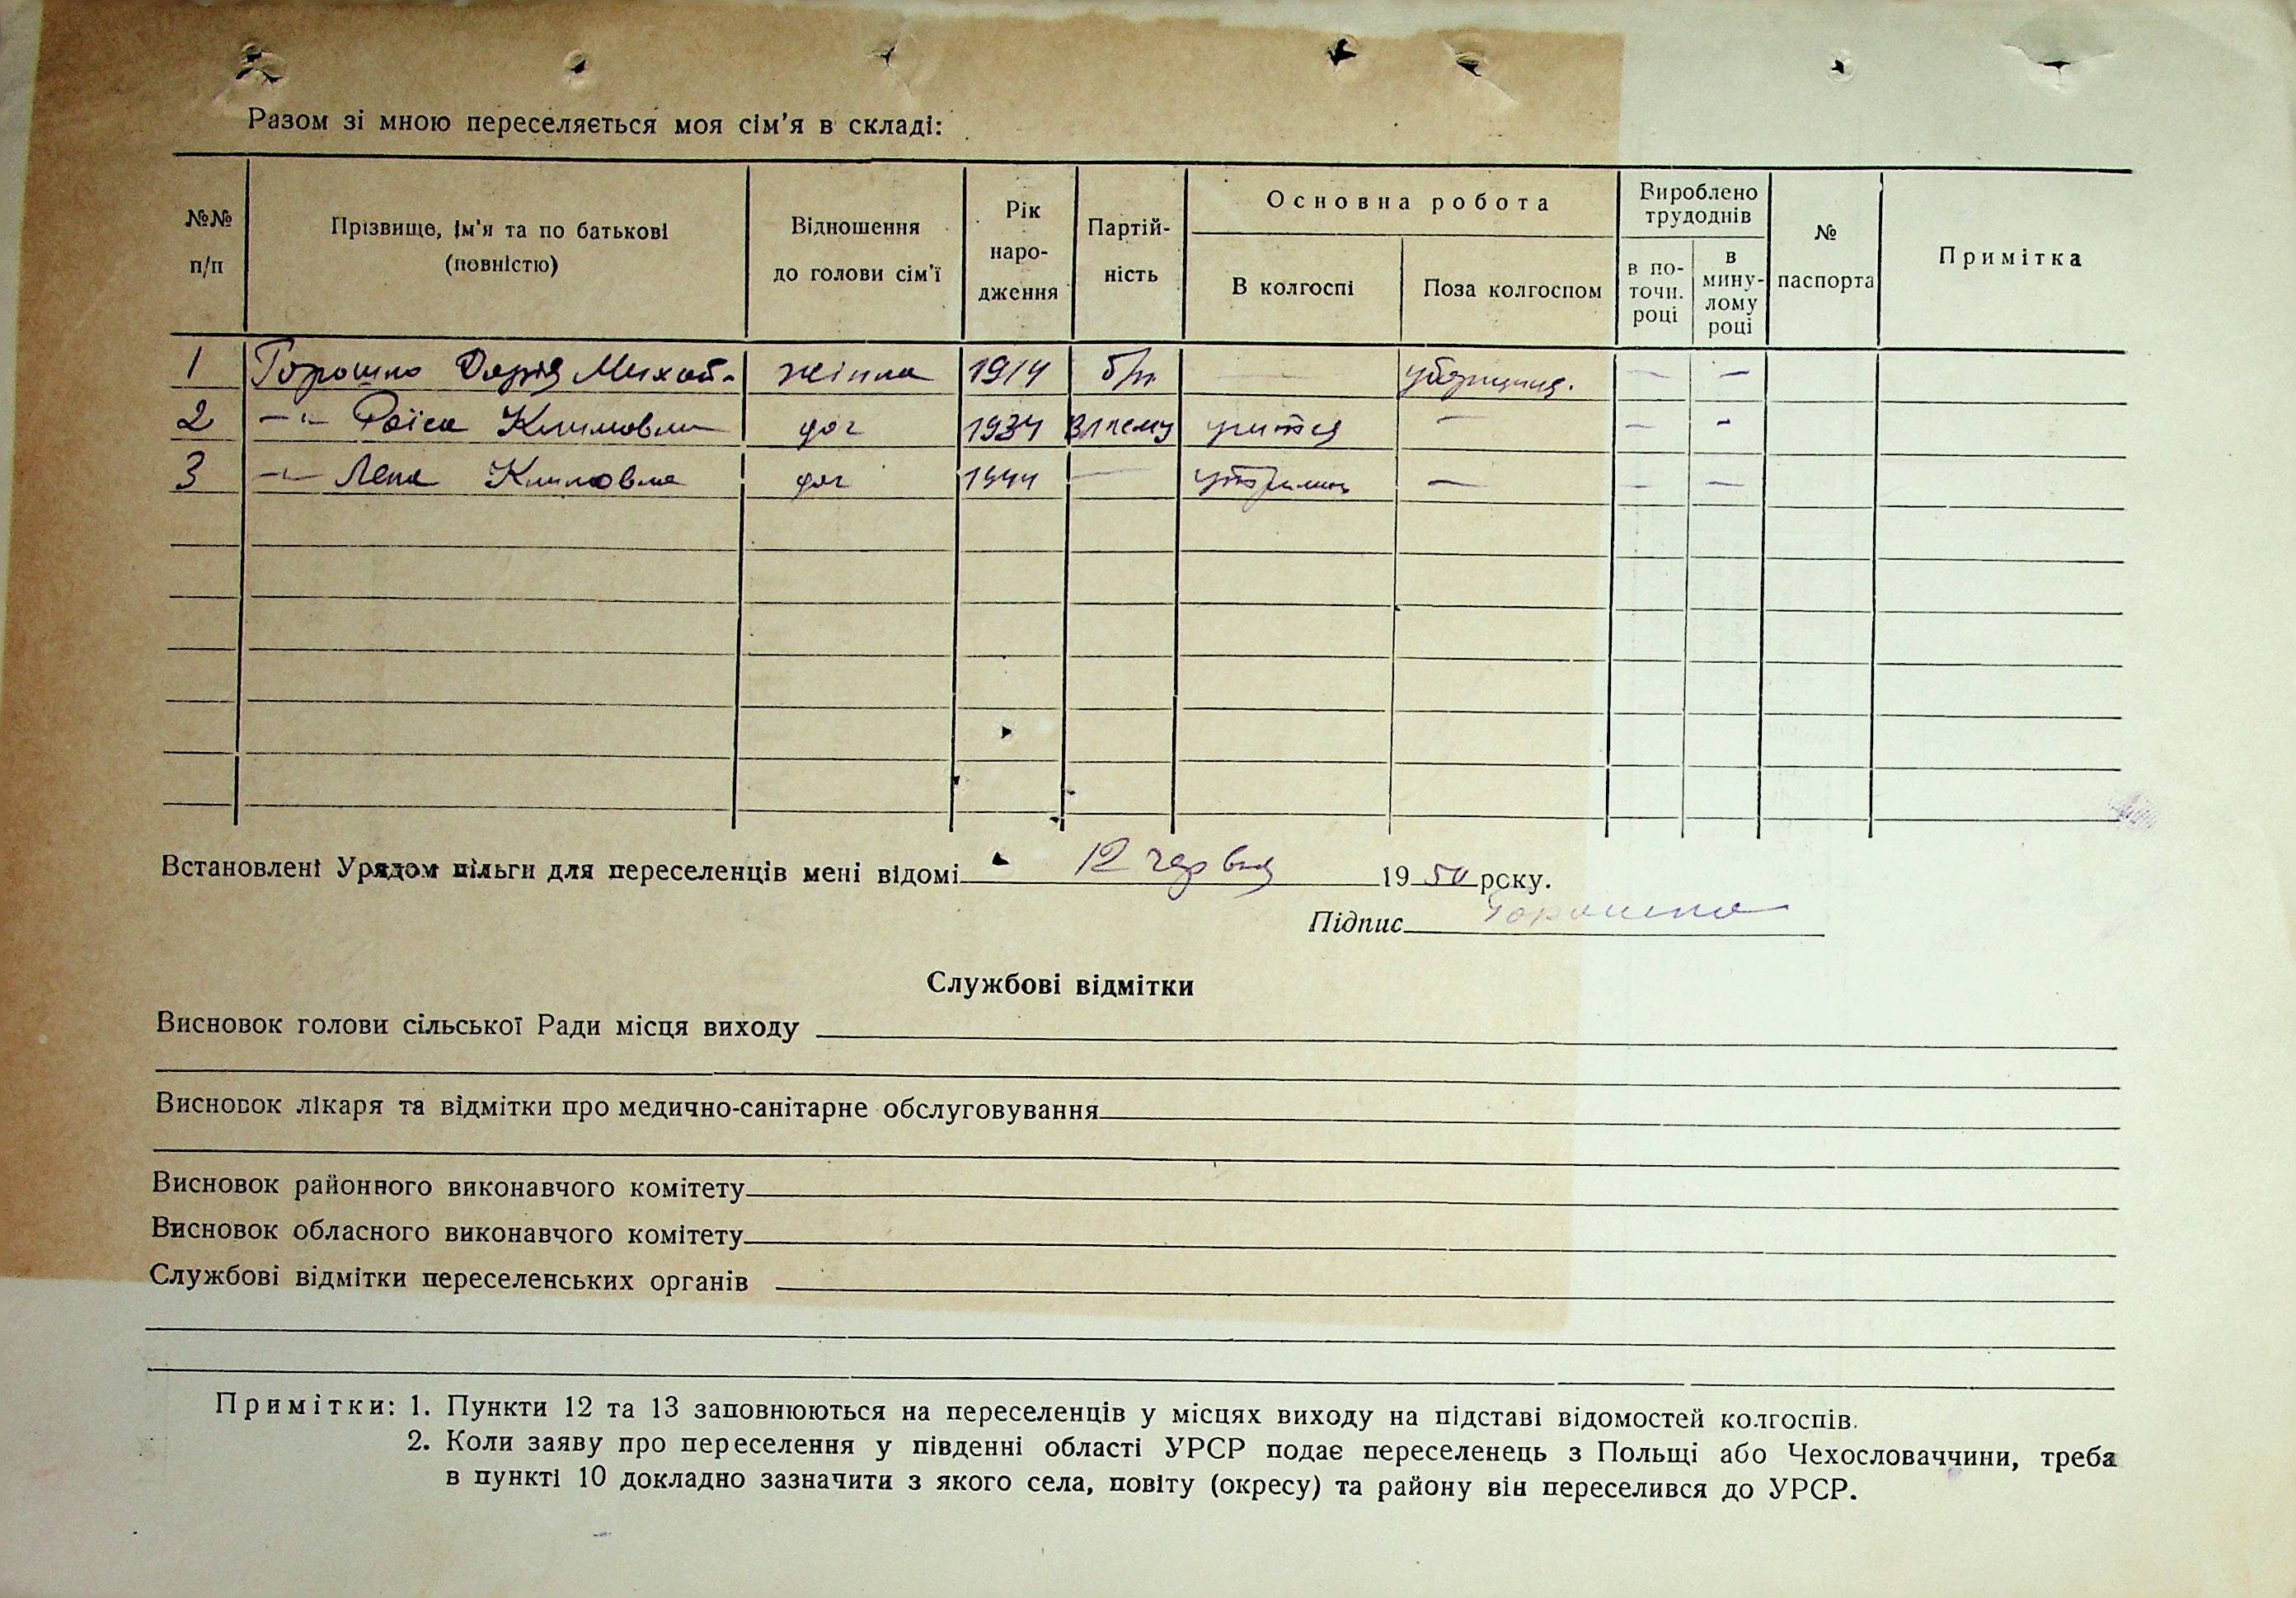 Разом зі мною переселяється моя сім'я в складі:
№№ п/п
Прізвище, ім'я та по батькові (повністю)
Відношення до голови сім'ї
Рік народження
Партійність
Основна робота
В колгоспі
Поза колгоспом
Вироблено трудоднів
в поточн. році
в минулому році
№ паспорта
Примітка
1 Горошко Дарія Михай. жінка 1914 б/п — — —
2 —"— Раїса Климовна доч 1934 учится — — —
3 —"— Лена Климовна доч 1944 — — — —
Встановлені Урядом пільги для переселенців мені відомі 12 червня 1950 року.
Підпис Горошко
Службові відмітки
Висновок голови сільської Ради місця виходу
Висновок лікаря та відмітки про медично-санітарне обслуговування
Висновок районного виконавчого комітету
Висновок обласного виконавчого комітету
Службові відмітки переселенських органів
Примітки: 1. Пункти 12 та 13 заповнюються на переселенців у місцях виходу на підставі відомостей колгоспів.
2. Коли заяву про переселення у південні області УРСР подає переселенець з Польщі або Чехословаччини, треба
в пункті 10 докладно зазначити з якого села, повіту (окресу) та району він переселився до УРСР.